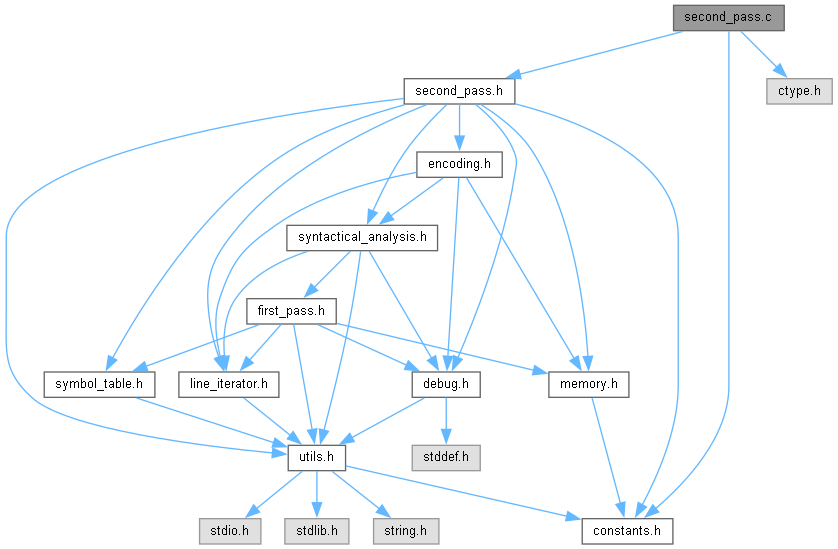 second_pass.c
second_pass.h
ctype.h
encoding.h
syntactical_analysis.h
first_pass.h
symbol_table.h
line_iterator.h
debug.h
memory.h
utils.h
stddef.h
stdio.h
stdlib.h
string.h
constants.h